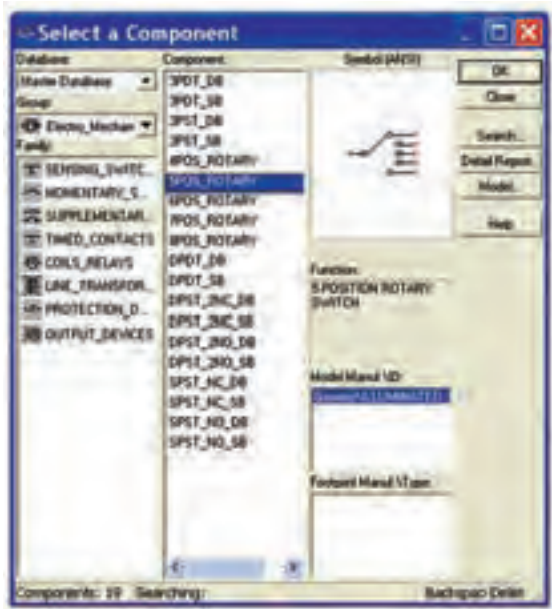 Select a Component
Database:
Master Database
Group:
Electro_Mechan
Family:
SENSING_SWITC...
MOMENTARY_S...
SUPPLEMENTAR...
TIMED_CONTACTS
COILS_RELAYS
LINE_TRANSFOR...
PROTECTION_D...
OUTPUT_DEVICES
Component:
3PDT_DB
3PDT_SB
3PST_DB
3PST_SB
4POS_ROTARY
5POS_ROTARY
6POS_ROTARY
7POS_ROTARY
8POS_ROTARY
DPDT_DB
DPDT_SB
DPST_2NC_DB
DPST_2NC_SB
DPST_2NO_DB
DPST_2NO_SB
SPST_NC_DB
SPST_NC_SB
SPST_NO_DB
SPST_NO_SB
Symbol (ANSI)
OK
Close
Search...
Detail Report
Model...
Help
Function:
5 POSITION ROTARY
SWITCH
Model Manuf.\ID:
Footprint Manuf.\Type:
Components: 19 Searching: